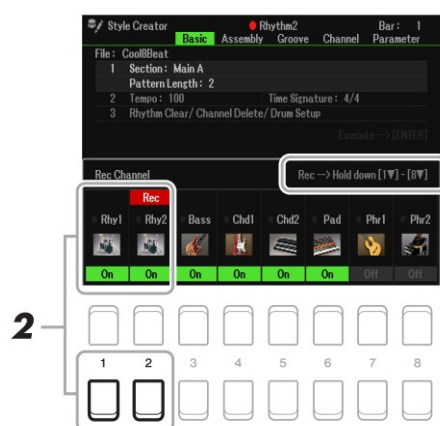 Style Creator Rhythm2 Bar: 1
Basic Assembly Groove Channel Parameter
File: Cool8Beat
1 Section: Main A
Pattern Length: 2
2 Tempo: 100 Time Signature: 4/4
3 Rhythm Clear/ Channel Delete/ Drum Setup
Execute --> [ENTER]
Rec Channel Rec --> Hold down [1▼] - [8▼]
Rec
Rhy1 Rhy2 Bass Chd1 Chd2 Pad Phr1 Phr2
On On On On On On Off Off
2
1 2 3 4 5 6 7 8